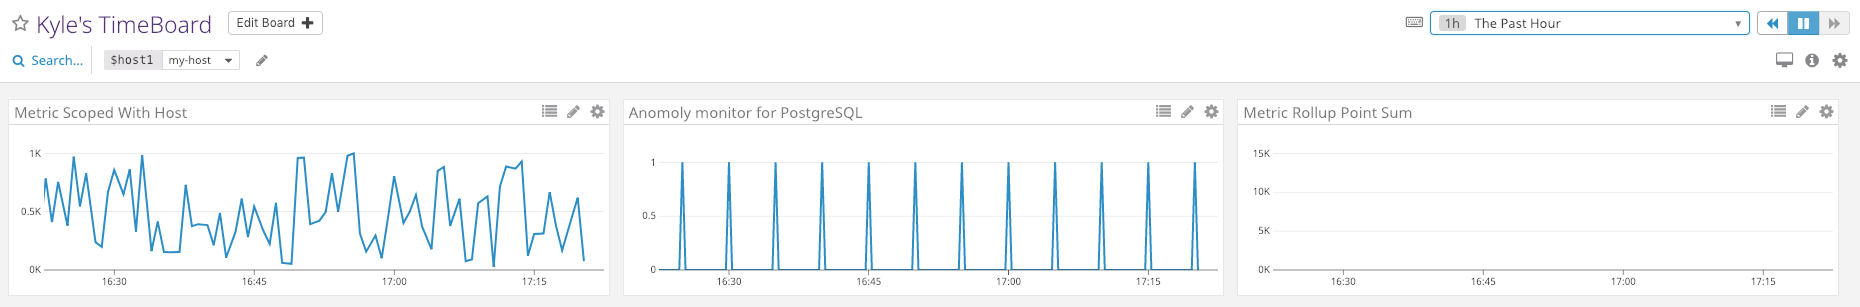 Kyle's TimeBoard
Edit Board
1h The Past Hour
Search...
$host1 my-host
Metric Scoped With Host
1K
0.5K
0K
16:30 16:45 17:00 17:15
Anomoly monitor for PostgreSQL
1
0.5
0
16:30 16:45 17:00 17:15
Metric Rollup Point Sum
15K
10K
5K
0K
16:30 16:45 17:00 17:15